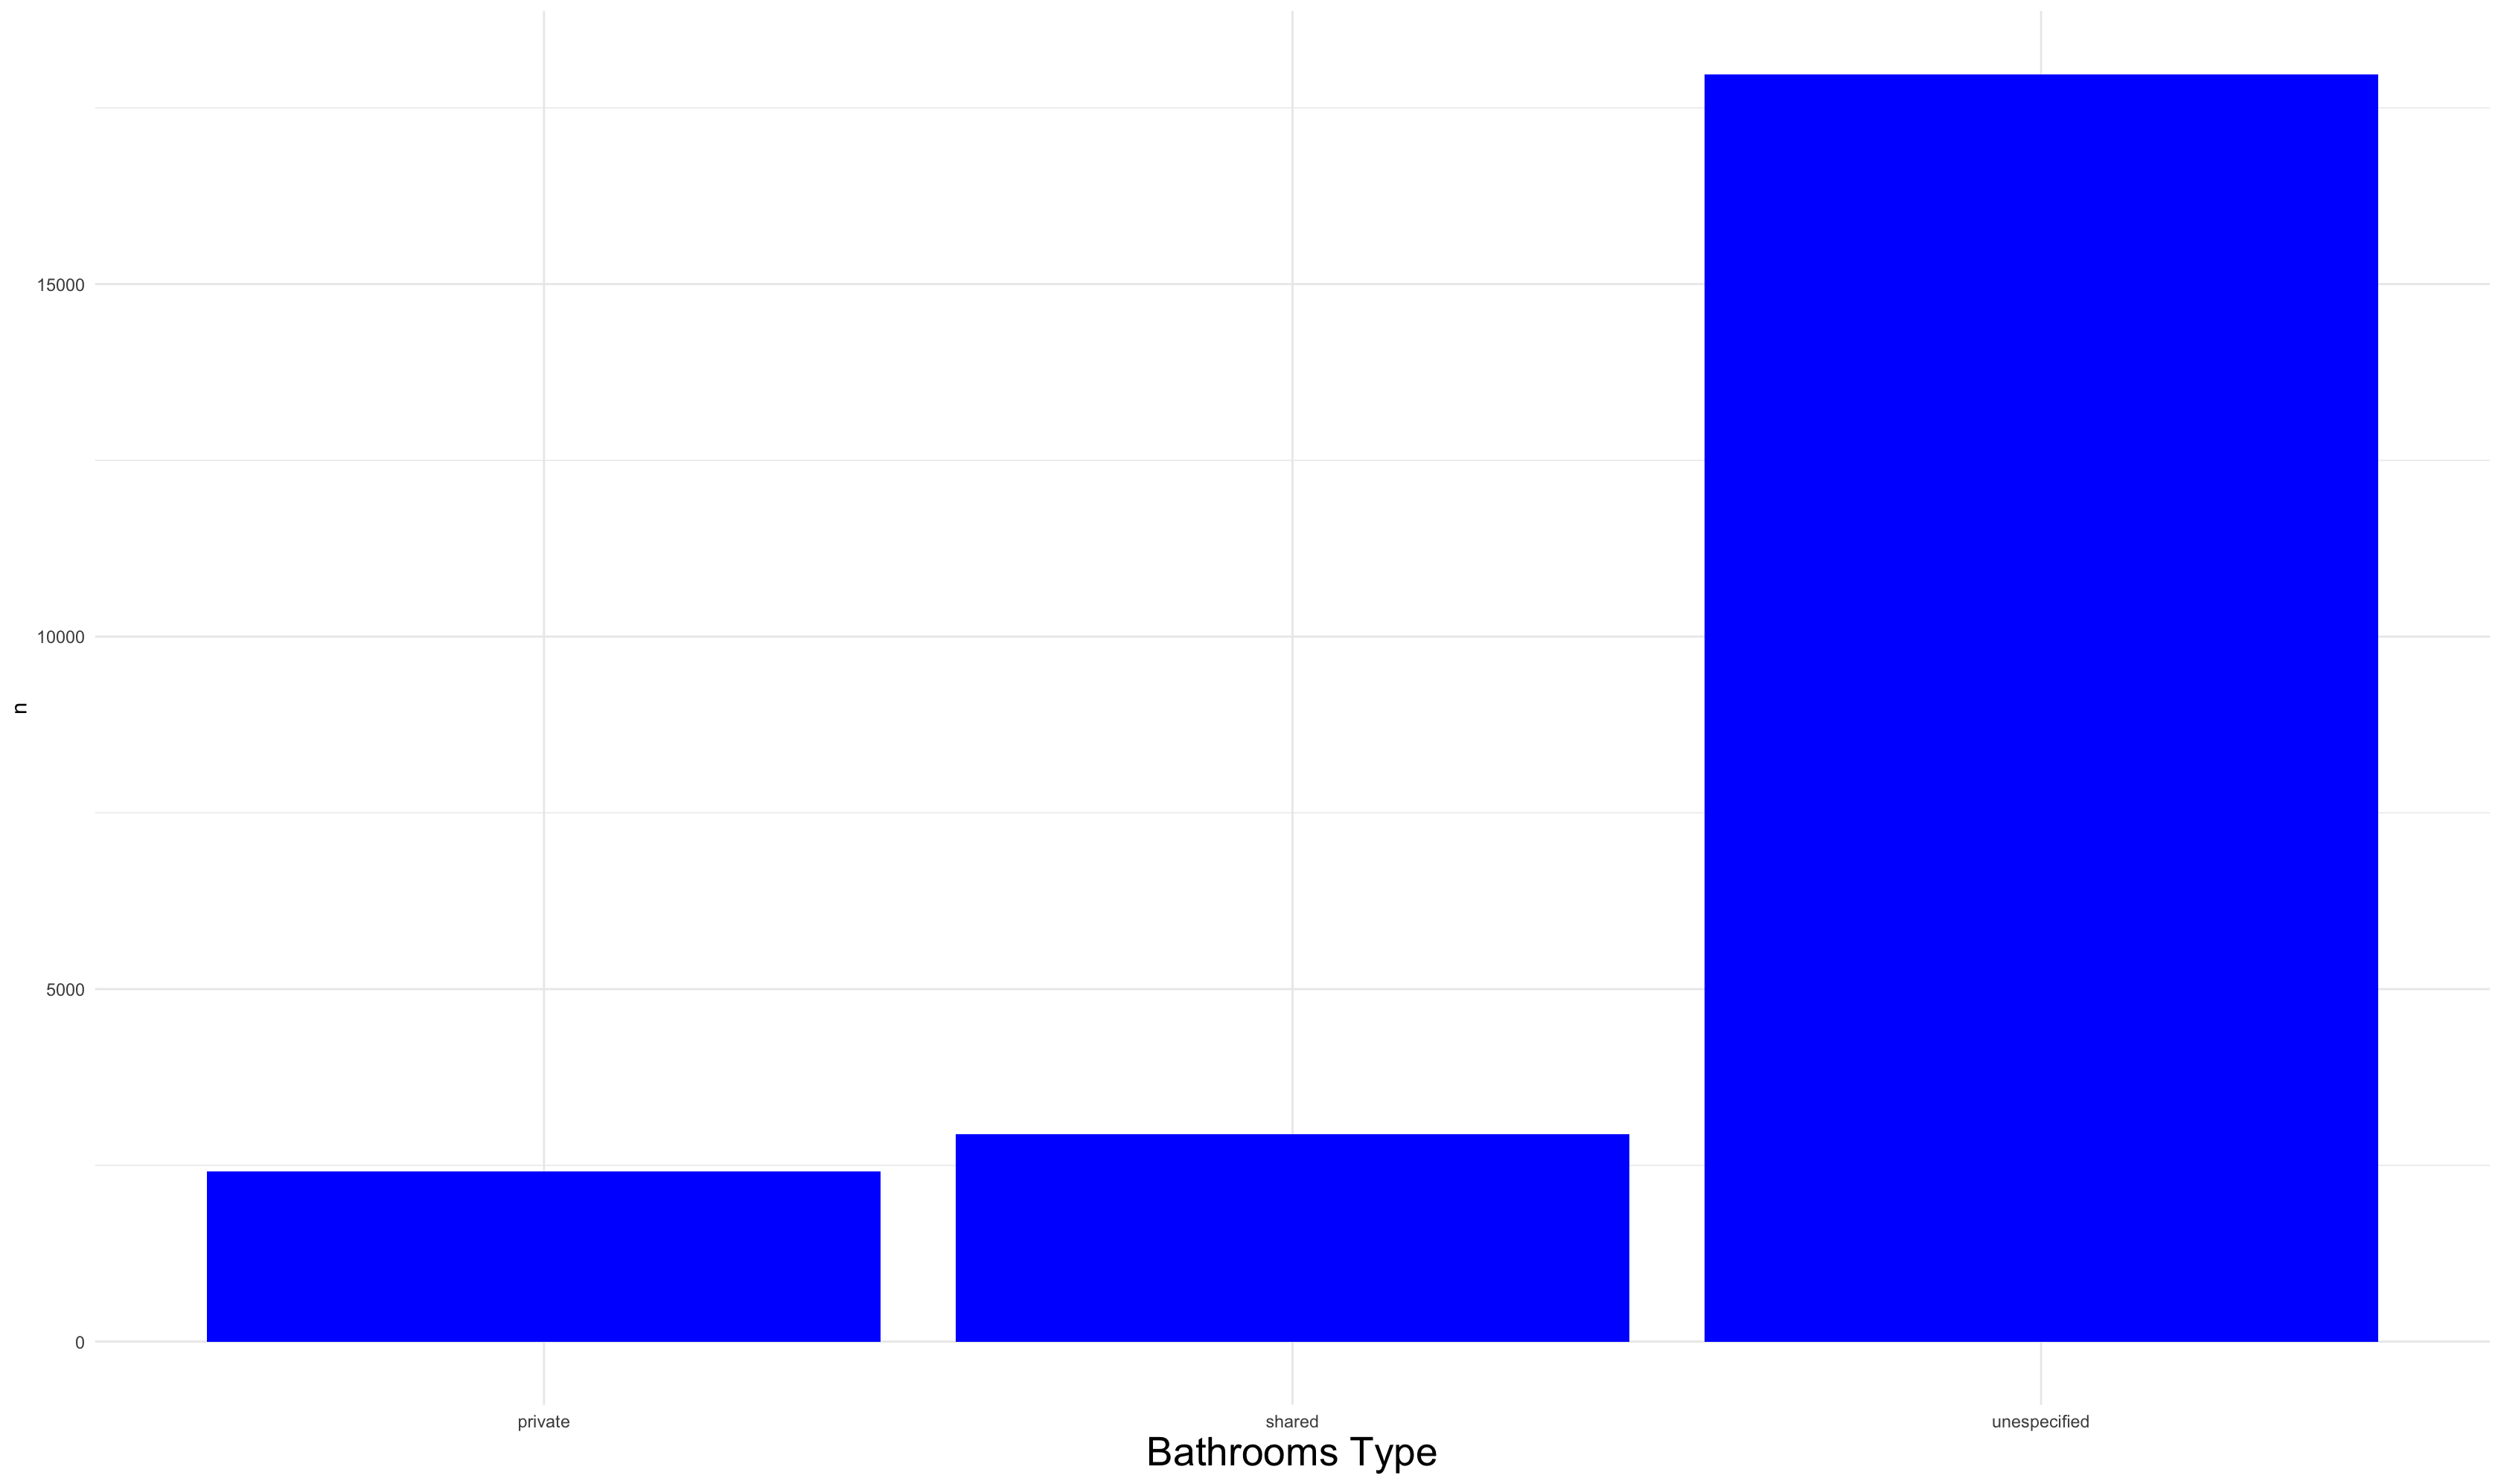 15000
10000
n
5000
0
private shared unespecified
Bathrooms Type